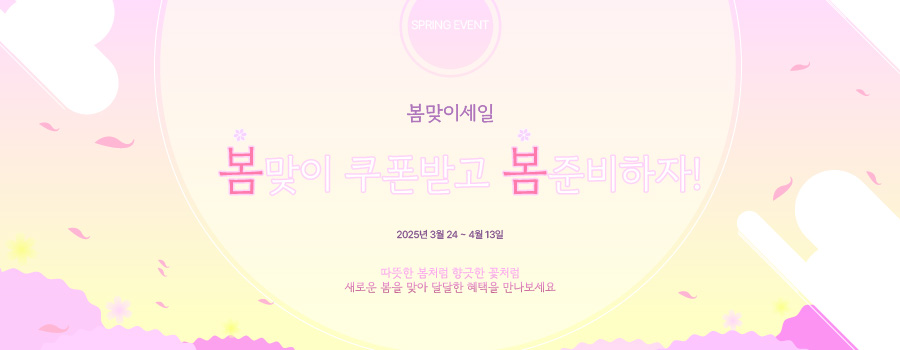 SPRING EVENT
봄맞이세일
봄맞이 쿠폰받고 봄준비하자!
2025년 3월 24 ~ 4월 13일
따뜻한 봄처럼 향긋한 꽃처럼
새로운 봄을 맞아 달달한 혜택을 만나보세요